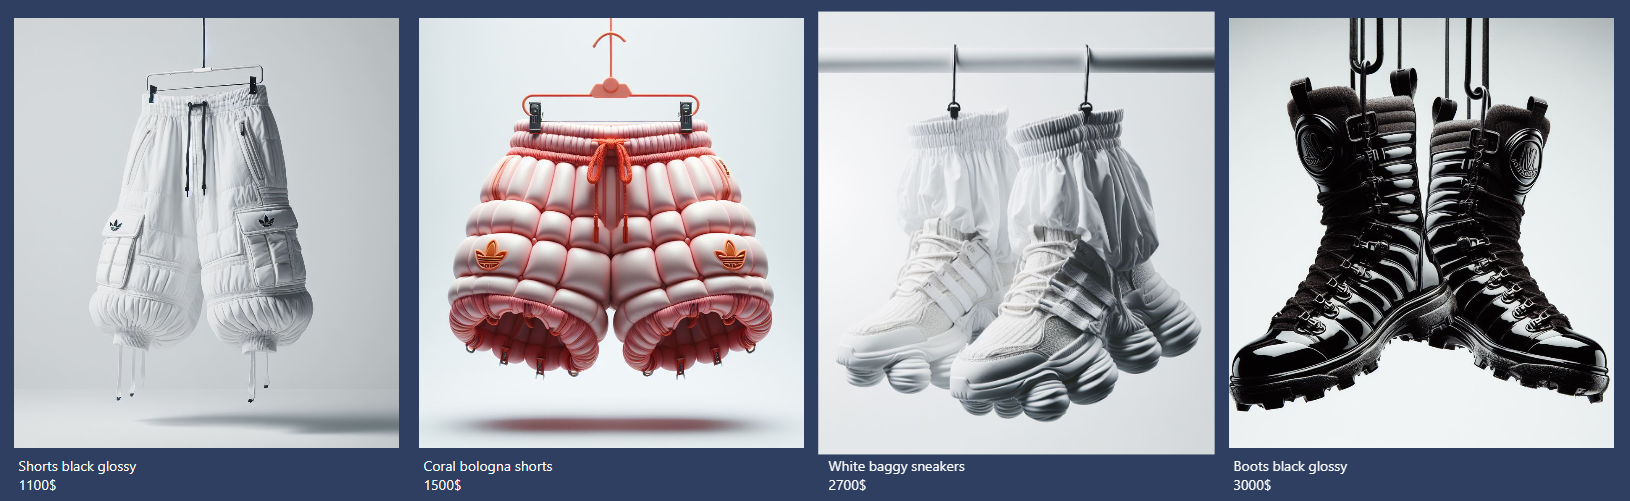 Shorts black glossy
1100$
Coral bologna shorts
1500$
White baggy sneakers
2700$
Boots black glossy
3000$